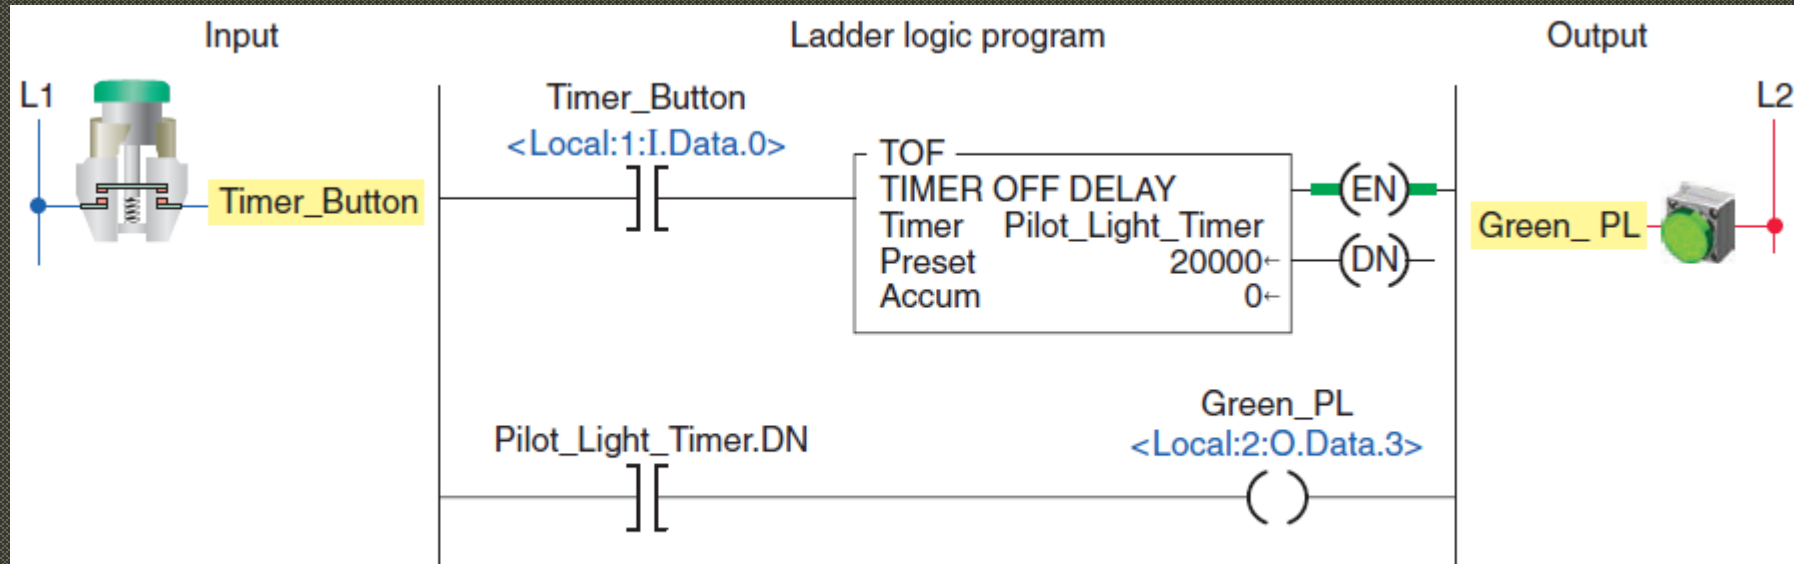 Input
Ladder logic program
Output
L1
L2
Timer_Button
<Local:1:I.Data.0>
Timer_Button
TOF
TIMER OFF DELAY
Timer Pilot_Light_Timer
Preset 20000←
Accum 0←
EN
DN
Green_ PL
Pilot_Light_Timer.DN
Green_PL
<Local:2:O.Data.3>